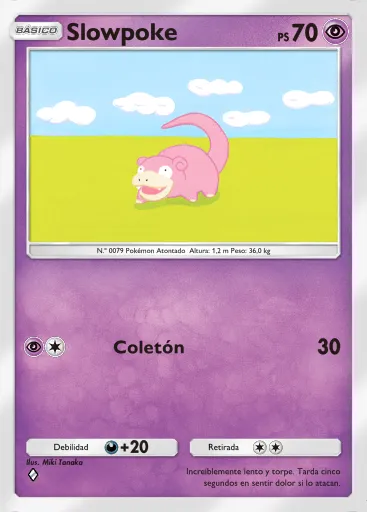 BÁSICO Slowpoke PS 70
N.º 0079 Pokémon Atontado Altura: 1,2 m Peso: 36,0 kg
Coletón 30
Debilidad +20 Retirada
Ilus. Miki Tanaka
Increíblemente lento y torpe. Tarda cinco
segundos en sentir dolor si lo atacan.